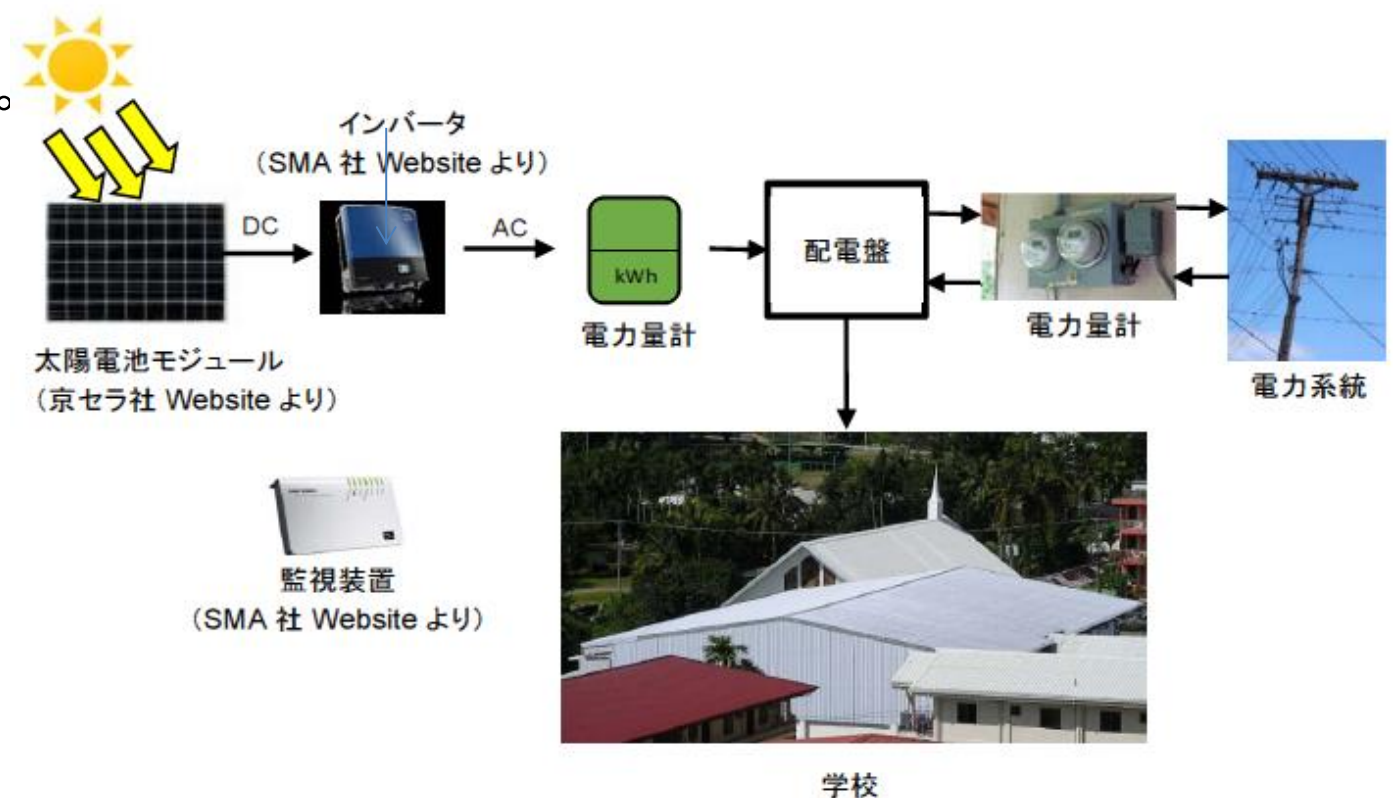 インバータ
（SMA 社 Website より）
DC
AC
kWh
配電盤
電力量計
電力量計
電力系統
太陽電池モジュール
（京セラ社 Website より）
監視装置
（SMA 社 Website より）
学校